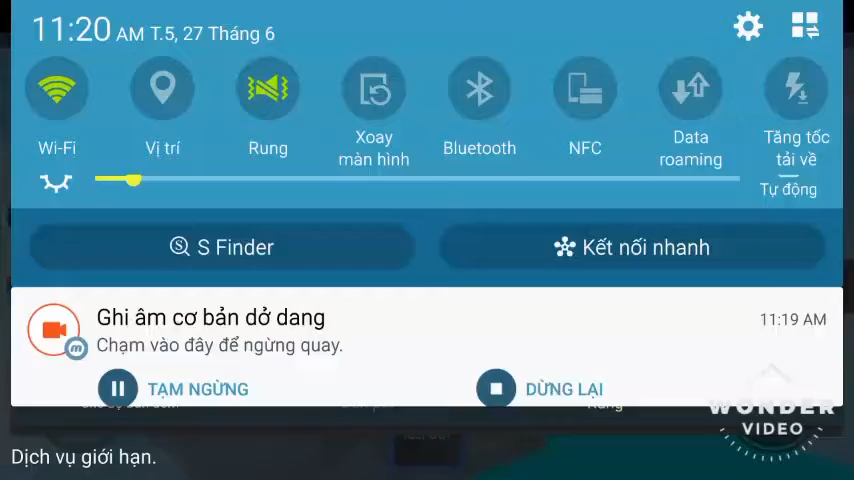 11:20 AM T.5, 27 Tháng 6
Wi-Fi
Vị trí
Rung
Xoay
màn hình
Bluetooth
NFC
Data
roaming
Tăng tốc
tải về
Tự động
S Finder
Kết nối nhanh
Ghi âm cơ bản dở dang
11:19 AM
Chạm vào đây để ngừng quay.
TẠM NGỪNG
DỪNG LẠI
Rung
WONDER
VIDEO
Dịch vụ giới hạn.